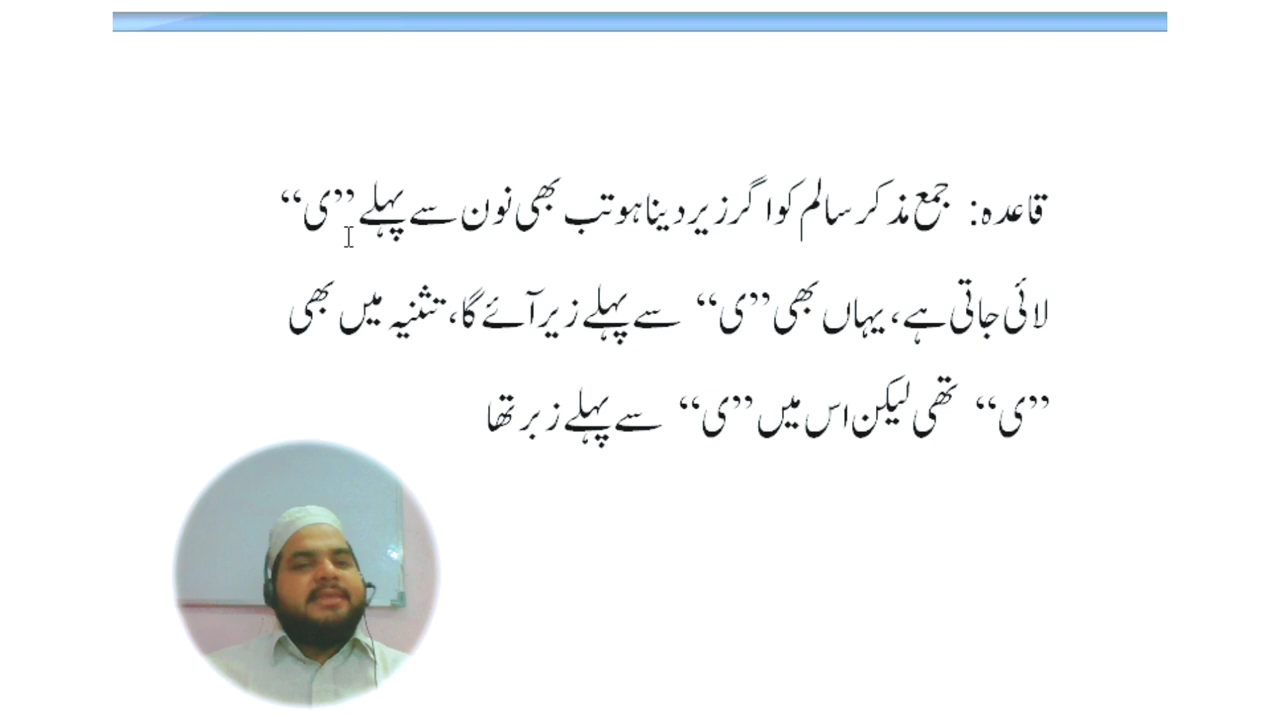 قاعدہ: جمع مذکر سالم کو اگر زیر دینا ہو تب بھی نون سے پہلے ”ی“
لائی جاتی ہے، یہاں بھی ”ی“ سے پہلے زیر آئے گا، تثنیہ میں بھی
”ی“ تھی لیکن اس میں ”ی“ سے پہلے زبر تھا